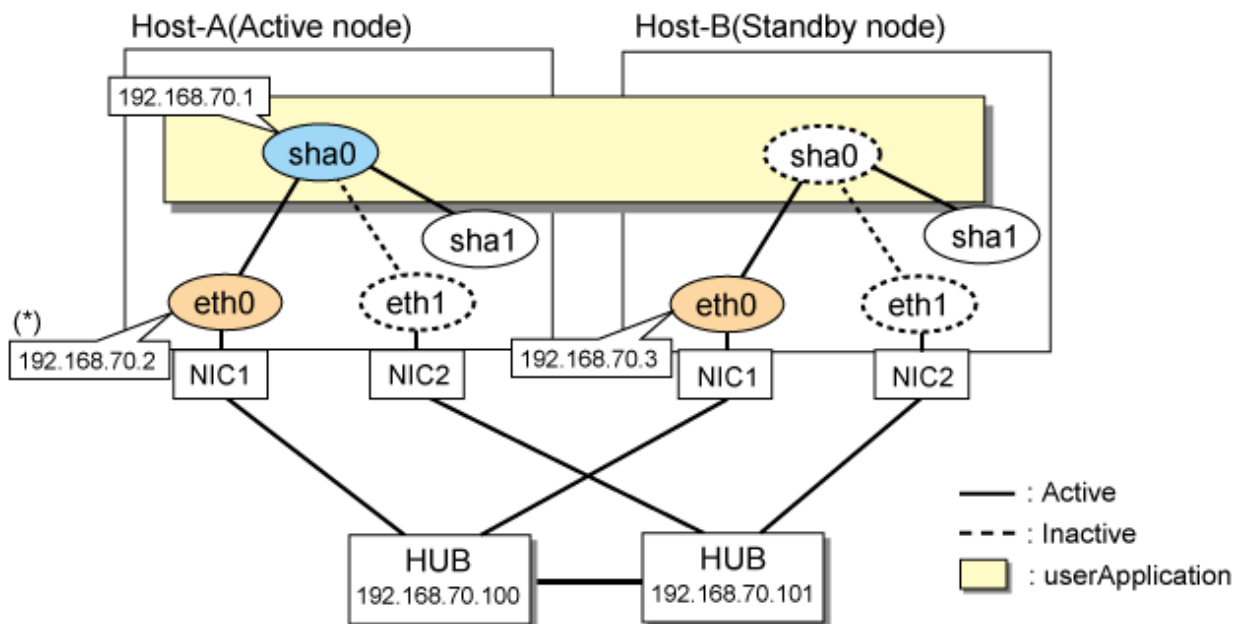 Host-A(Active node)
Host-B(Standby node)
192.168.70.1
sha0
sha0
sha1
sha1
eth0
eth1
eth0
eth1
(*)
192.168.70.2
192.168.70.3
NIC1
NIC2
NIC1
NIC2
HUB
192.168.70.100
HUB
192.168.70.101
: Active
: Inactive
: userApplication